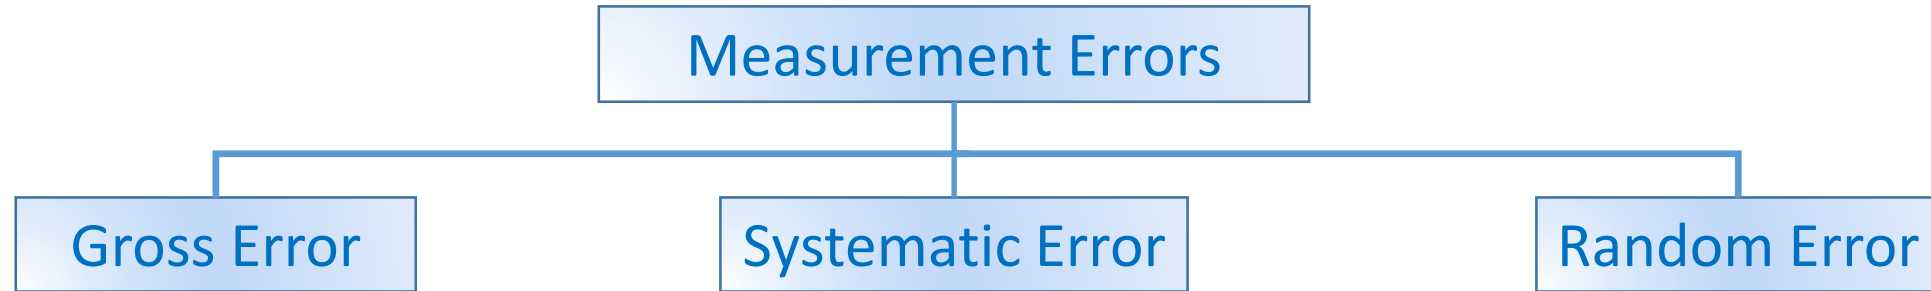 Measurement Errors
Gross Error
Systematic Error
Random Error